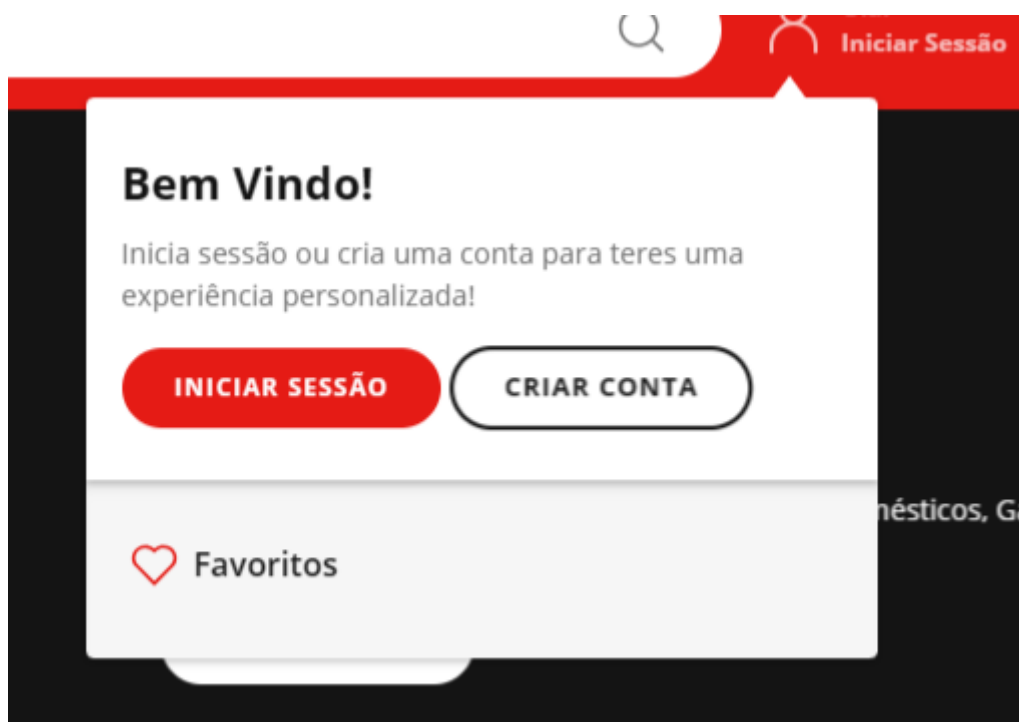 Iniciar Sessão
Bem Vindo!
Inicia sessão ou cria uma conta para teres uma
experiência personalizada!
INICIAR SESSÃO CRIAR CONTA
Favoritos